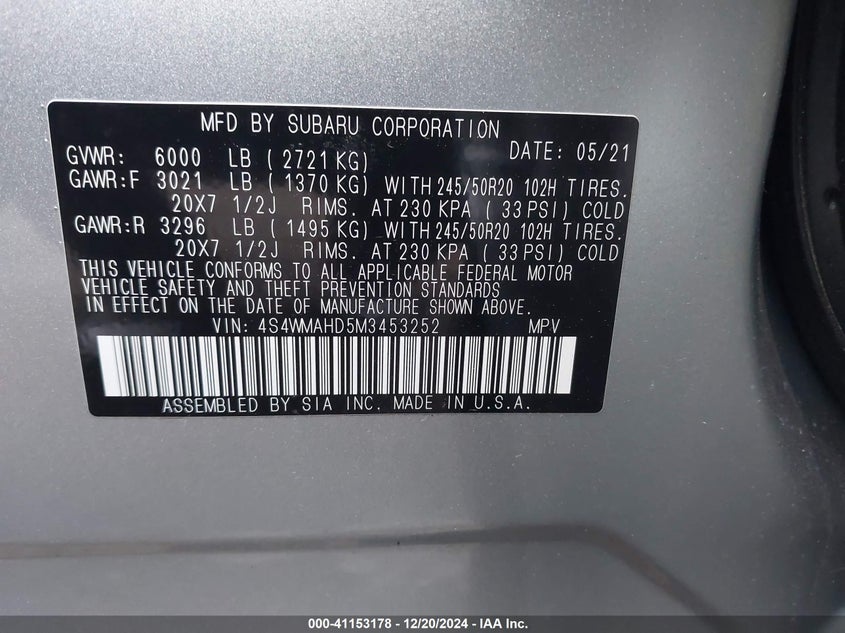 MFD BY SUBARU CORPORATION
GVWR: 6000 LB ( 2721 KG) DATE: 05/21
GAWR:F 3021 LB ( 1370 KG) WITH 245/50R20 102H TIRES.
20X7 1/2J RIMS. AT 230 KPA ( 33 PSI) COLD
GAWR:R 3296 LB ( 1495 KG) WITH 245/50R20 102H TIRES.
20X7 1/2J RIMS. AT 230 KPA ( 33 PSI) COLD
THIS VEHICLE CONFORMS TO ALL APPLICABLE FEDERAL MOTOR
VEHICLE SAFETY AND THEFT PREVENTION STANDARDS
IN EFFECT ON THE DATE OF MANUFACTURE SHOWN ABOVE.
VIN: 4S4WMAHD5M3453252 MPV
ASSEMBLED BY SIA INC. MADE IN U.S.A.
000-41153178 - 12/20/2024 - IAA Inc.